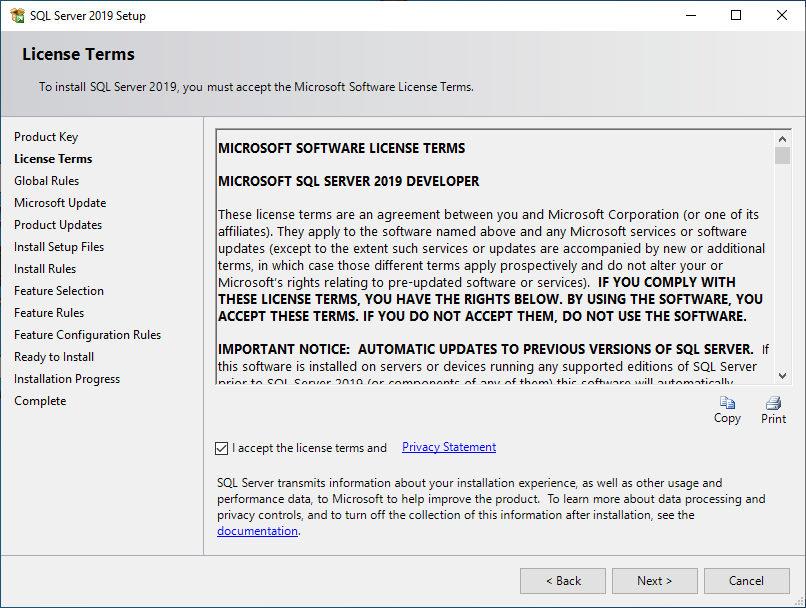 SQL Server 2019 Setup
License Terms
To install SQL Server 2019, you must accept the Microsoft Software License Terms.
Product Key
License Terms
Global Rules
Microsoft Update
Product Updates
Install Setup Files
Install Rules
Feature Selection
Feature Rules
Feature Configuration Rules
Ready to Install
Installation Progress
Complete
MICROSOFT SOFTWARE LICENSE TERMS
MICROSOFT SQL SERVER 2019 DEVELOPER
These license terms are an agreement between you and Microsoft Corporation (or one of its
affiliates). They apply to the software named above and any Microsoft services or software
updates (except to the extent such services or updates are accompanied by new or additional
terms, in which case those different terms apply prospectively and do not alter your or
Microsoft's rights relating to pre-updated software or services). IF YOU COMPLY WITH
THESE LICENSE TERMS, YOU HAVE THE RIGHTS BELOW. BY USING THE SOFTWARE, YOU
ACCEPT THESE TERMS. IF YOU DO NOT ACCEPT THEM, DO NOT USE THE SOFTWARE.
IMPORTANT NOTICE: AUTOMATIC UPDATES TO PREVIOUS VERSIONS OF SQL SERVER. If
this software is installed on servers or devices running any supported editions of SQL Server
prior to SQL Server 2019 (or components of any of them) this software will automatically
Copy
Print
I accept the license terms and Privacy Statement
SQL Server transmits information about your installation experience, as well as other usage and
performance data, to Microsoft to help improve the product. To learn more about data processing and
privacy controls, and to turn off the collection of this information after installation, see the
documentation.
< Back
Next >
Cancel